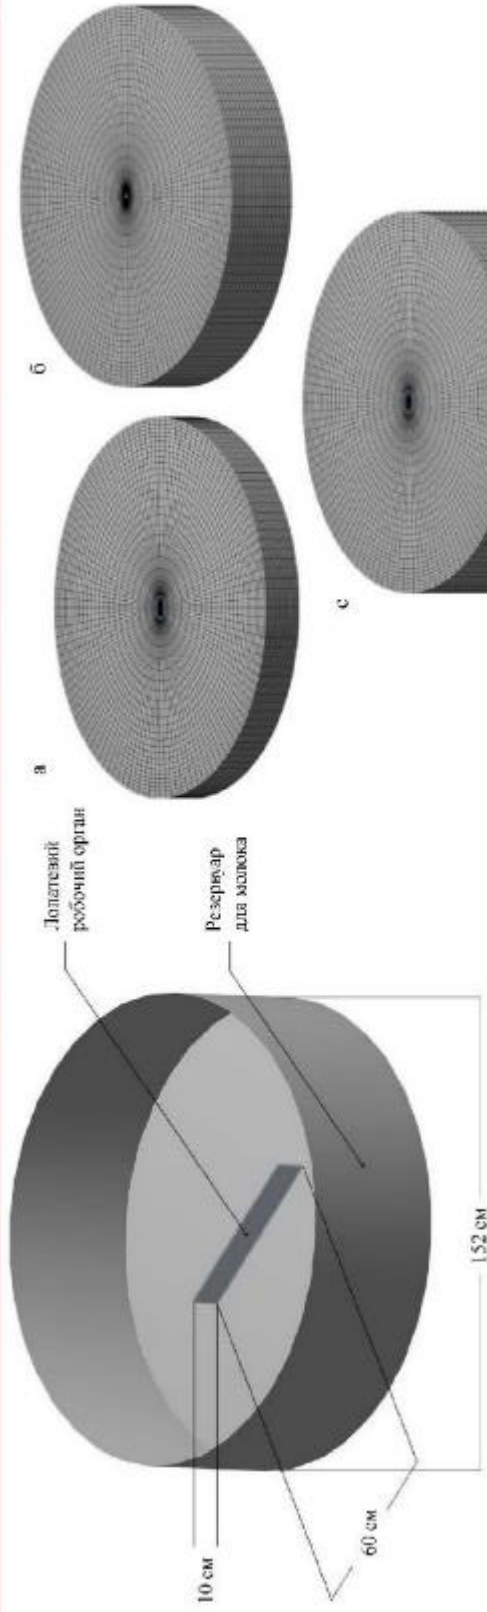 10 см
60 см
152 см
Лопатевий
робочий орган
Резервуар
для молока
а
б
с